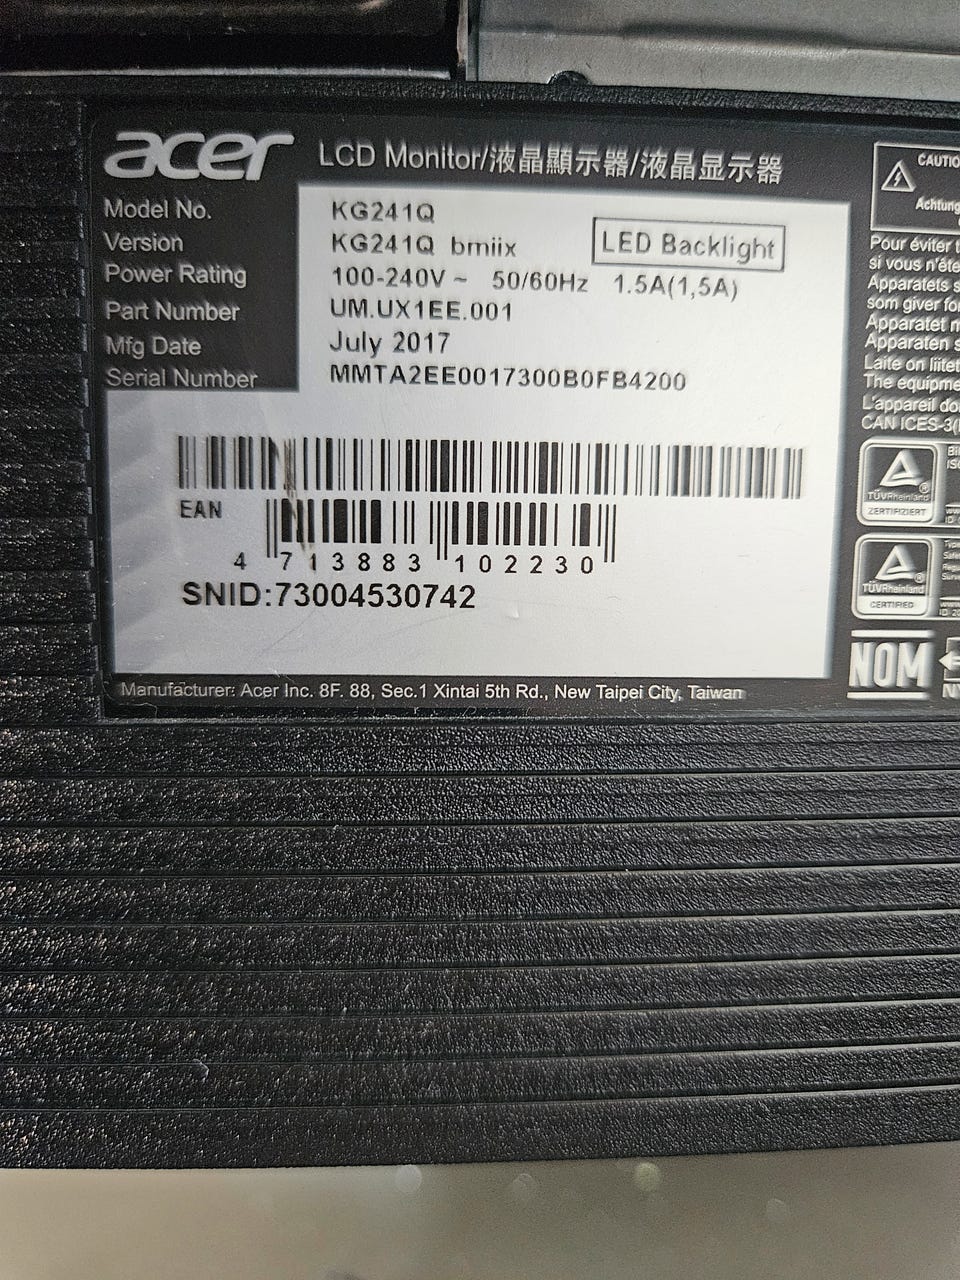 acer LCD Monitor/液晶顯示器/液晶显示器
Model No. KG241Q
Version KG241Q bmiix
LED Backlight
Power Rating 100-240V ~ 50/60Hz 1.5A(1,5A)
Part Number UM.UX1EE.001
Mfg Date July 2017
Serial Number MMTA2EE0017300B0FB4200
EAN
4 713883 102230
SNID:73004530742
Manufacturer: Acer Inc. 8F. 88, Sec.1 Xintai 5th Rd., New Taipei City, Taiwan
CAUTIO
Achtung
Pour éviter t
si vous n'ête
Apparatets s
som giver fo
Apparatet m
Apparaten s
Laite on liitet
The equipme
L'appareil do
CAN ICES-3(
TÜVRheinland
ZERTIFIZIERT
TÜVRheinland
CERTIFIED
NOM